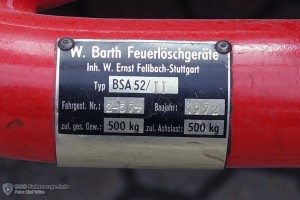 W. Barth Feuerlöschgeräte
Inh. W. Ernst Fellbach-Stuttgart
Typ BSA 52/II
Fahrgest. Nr.: Baujahr: 1952
zul. ges. Gew.: 500 kg zul. Achslast: 500 kg